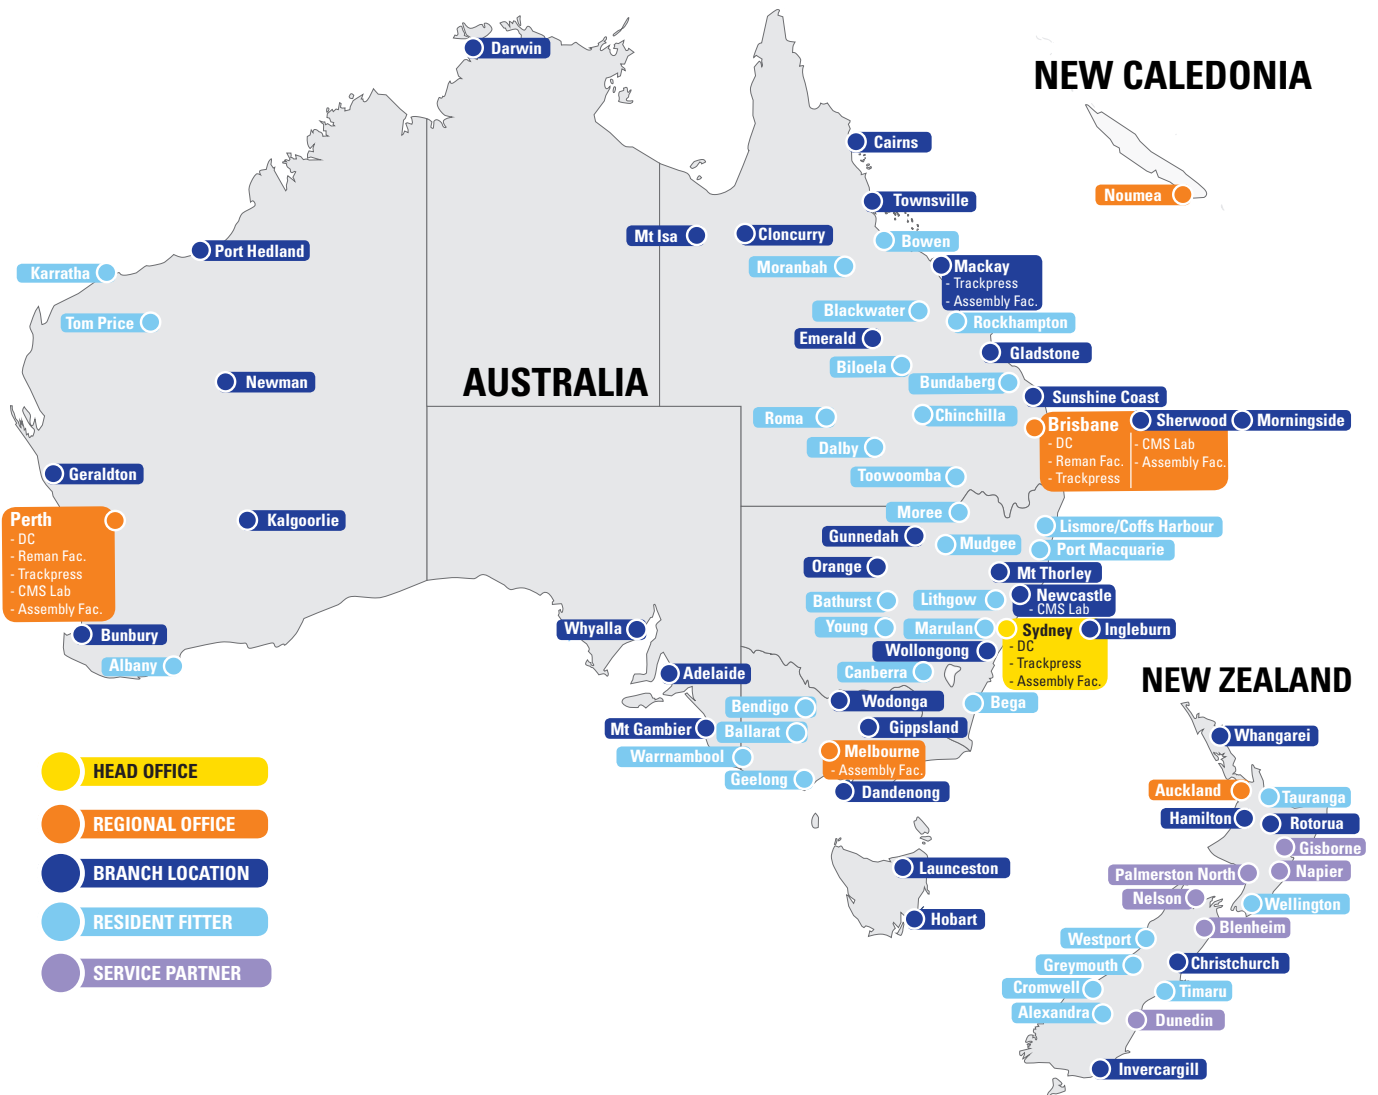 NEW CALEDONIA
Noumea
AUSTRALIA
Darwin
Cairns
Townsville
Mt Isa
Cloncurry
Bowen
Port Hedland
Karratha
Moranbah
Mackay
- Trackpress
- Assembly Fac.
Tom Price
Blackwater
Rockhampton
Emerald
Gladstone
Biloela
Newman
Bundaberg
Sunshine Coast
Roma
Chinchilla
Brisbane
- DC
- Reman Fac.
- Trackpress
- CMS Lab
- Assembly Fac.
Sherwood
Morningside
Dalby
Geraldton
Toowoomba
Perth
- DC
- Reman Fac.
- Trackpress
- CMS Lab
- Assembly Fac.
Kalgoorlie
Moree
Lismore/Coffs Harbour
Gunnedah
Mudgee
Port Macquarie
Orange
Mt Thorley
Bathurst
Lithgow
Newcastle
- CMS Lab
Bunbury
Whyalla
Young
Marulan
Sydney
- DC
- Trackpress
- Assembly Fac.
Ingleburn
Wollongong
Albany
Adelaide
Canberra
Bendigo
Wodonga
Bega
Mt Gambier
Ballarat
Gippsland
Warrnambool
Melbourne
- Assembly Fac.
Geelong
Dandenong
Launceston
Hobart
NEW ZEALAND
Whangarei
Auckland
Tauranga
Hamilton
Rotorua
Gisborne
Palmerston North
Napier
Nelson
Wellington
Blenheim
Westport
Greymouth
Christchurch
Cromwell
Timaru
Alexandra
Dunedin
Invercargill
HEAD OFFICE
REGIONAL OFFICE
BRANCH LOCATION
RESIDENT FITTER
SERVICE PARTNER